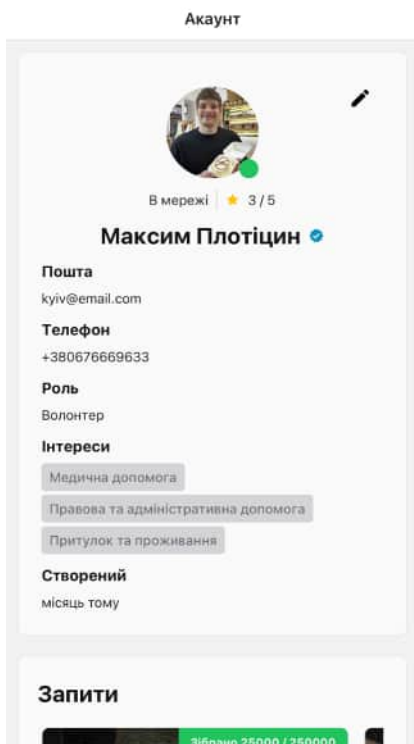 Акаунт
В мережі 3 / 5
Максим Плотіцин
Пошта
kyiv@email.com
Телефон
+380676669633
Роль
Волонтер
Інтереси
Медична допомога
Правова та адміністративна допомога
Притулок та проживання
Створений
місяць тому
Запити
Зібрано 25000 / 250000